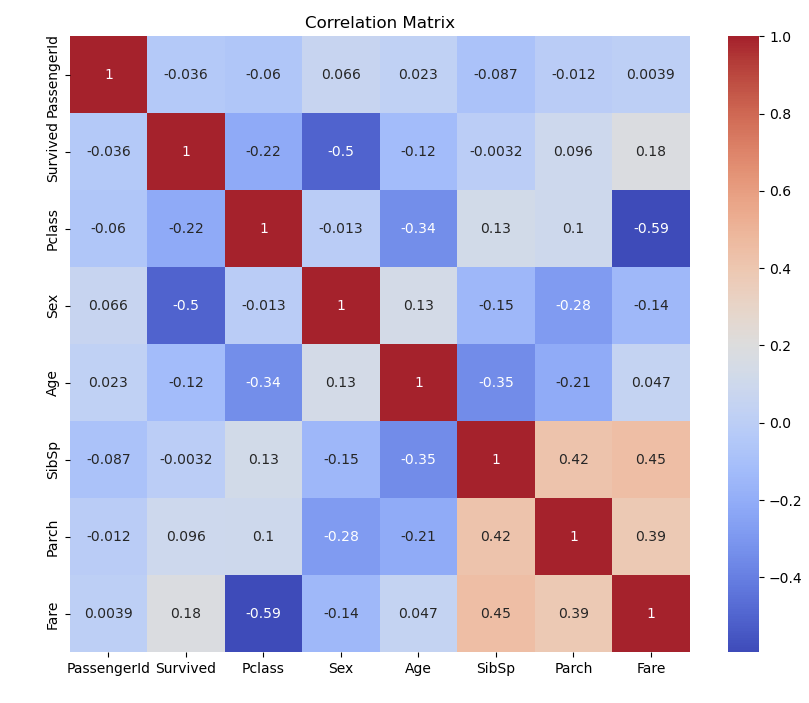 Correlation Matrix
PassengerId 1 -0.036 -0.06 0.066 0.023 -0.087 -0.012 0.0039
Survived -0.036 1 -0.22 -0.5 -0.12 -0.0032 0.096 0.18
Pclass -0.06 -0.22 1 -0.013 -0.34 0.13 0.1 -0.59
Sex 0.066 -0.5 -0.013 1 0.13 -0.15 -0.28 -0.14
Age 0.023 -0.12 -0.34 0.13 1 -0.35 -0.21 0.047
SibSp -0.087 -0.0032 0.13 -0.15 -0.35 1 0.42 0.45
Parch -0.012 0.096 0.1 -0.28 -0.21 0.42 1 0.39
Fare 0.0039 0.18 -0.59 -0.14 0.047 0.45 0.39 1
PassengerId Survived Pclass Sex Age SibSp Parch Fare
1.0
0.8
0.6
0.4
0.2
0.0
−0.2
−0.4